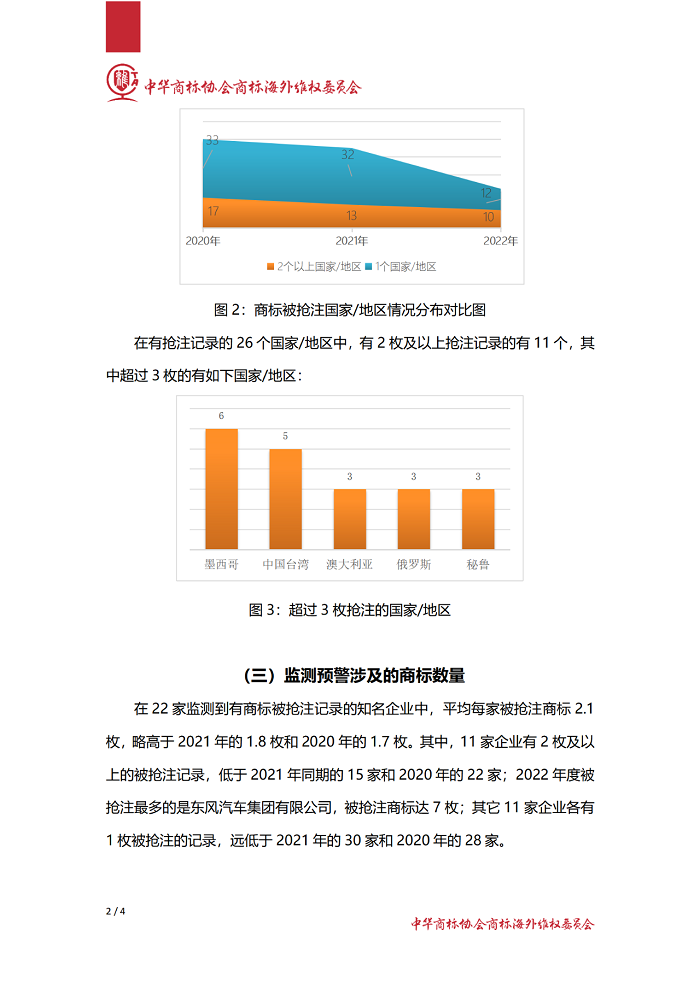 中华商标协会商标海外维权委员会
33
32
12
17
13
10
2020年
2021年
2022年
2个以上国家/地区 1个国家/地区
图 2：商标被抢注国家/地区情况分布对比图
在有抢注记录的 26 个国家/地区中，有 2 枚及以上抢注记录的有 11 个，其
中超过 3 枚的有如下国家/地区：
6
5
3
3
3
墨西哥
中国台湾
澳大利亚
俄罗斯
秘鲁
图 3：超过 3 枚抢注的国家/地区
（三）监测预警涉及的商标数量
在 22 家监测到有商标被抢注记录的知名企业中，平均每家被抢注商标 2.1
枚，略高于 2021 年的 1.8 枚和 2020 年的 1.7 枚。其中，11 家企业有 2 枚及以
上的被抢注记录，低于 2021 年同期的 15 家和 2020 年的 22 家；2022 年度被
抢注最多的是东风汽车集团有限公司，被抢注商标达 7 枚；其它 11 家企业各有
1 枚被抢注的记录，远低于 2021 年的 30 家和 2020 年的 28 家。
2 / 4
中华商标协会商标海外维权委员会